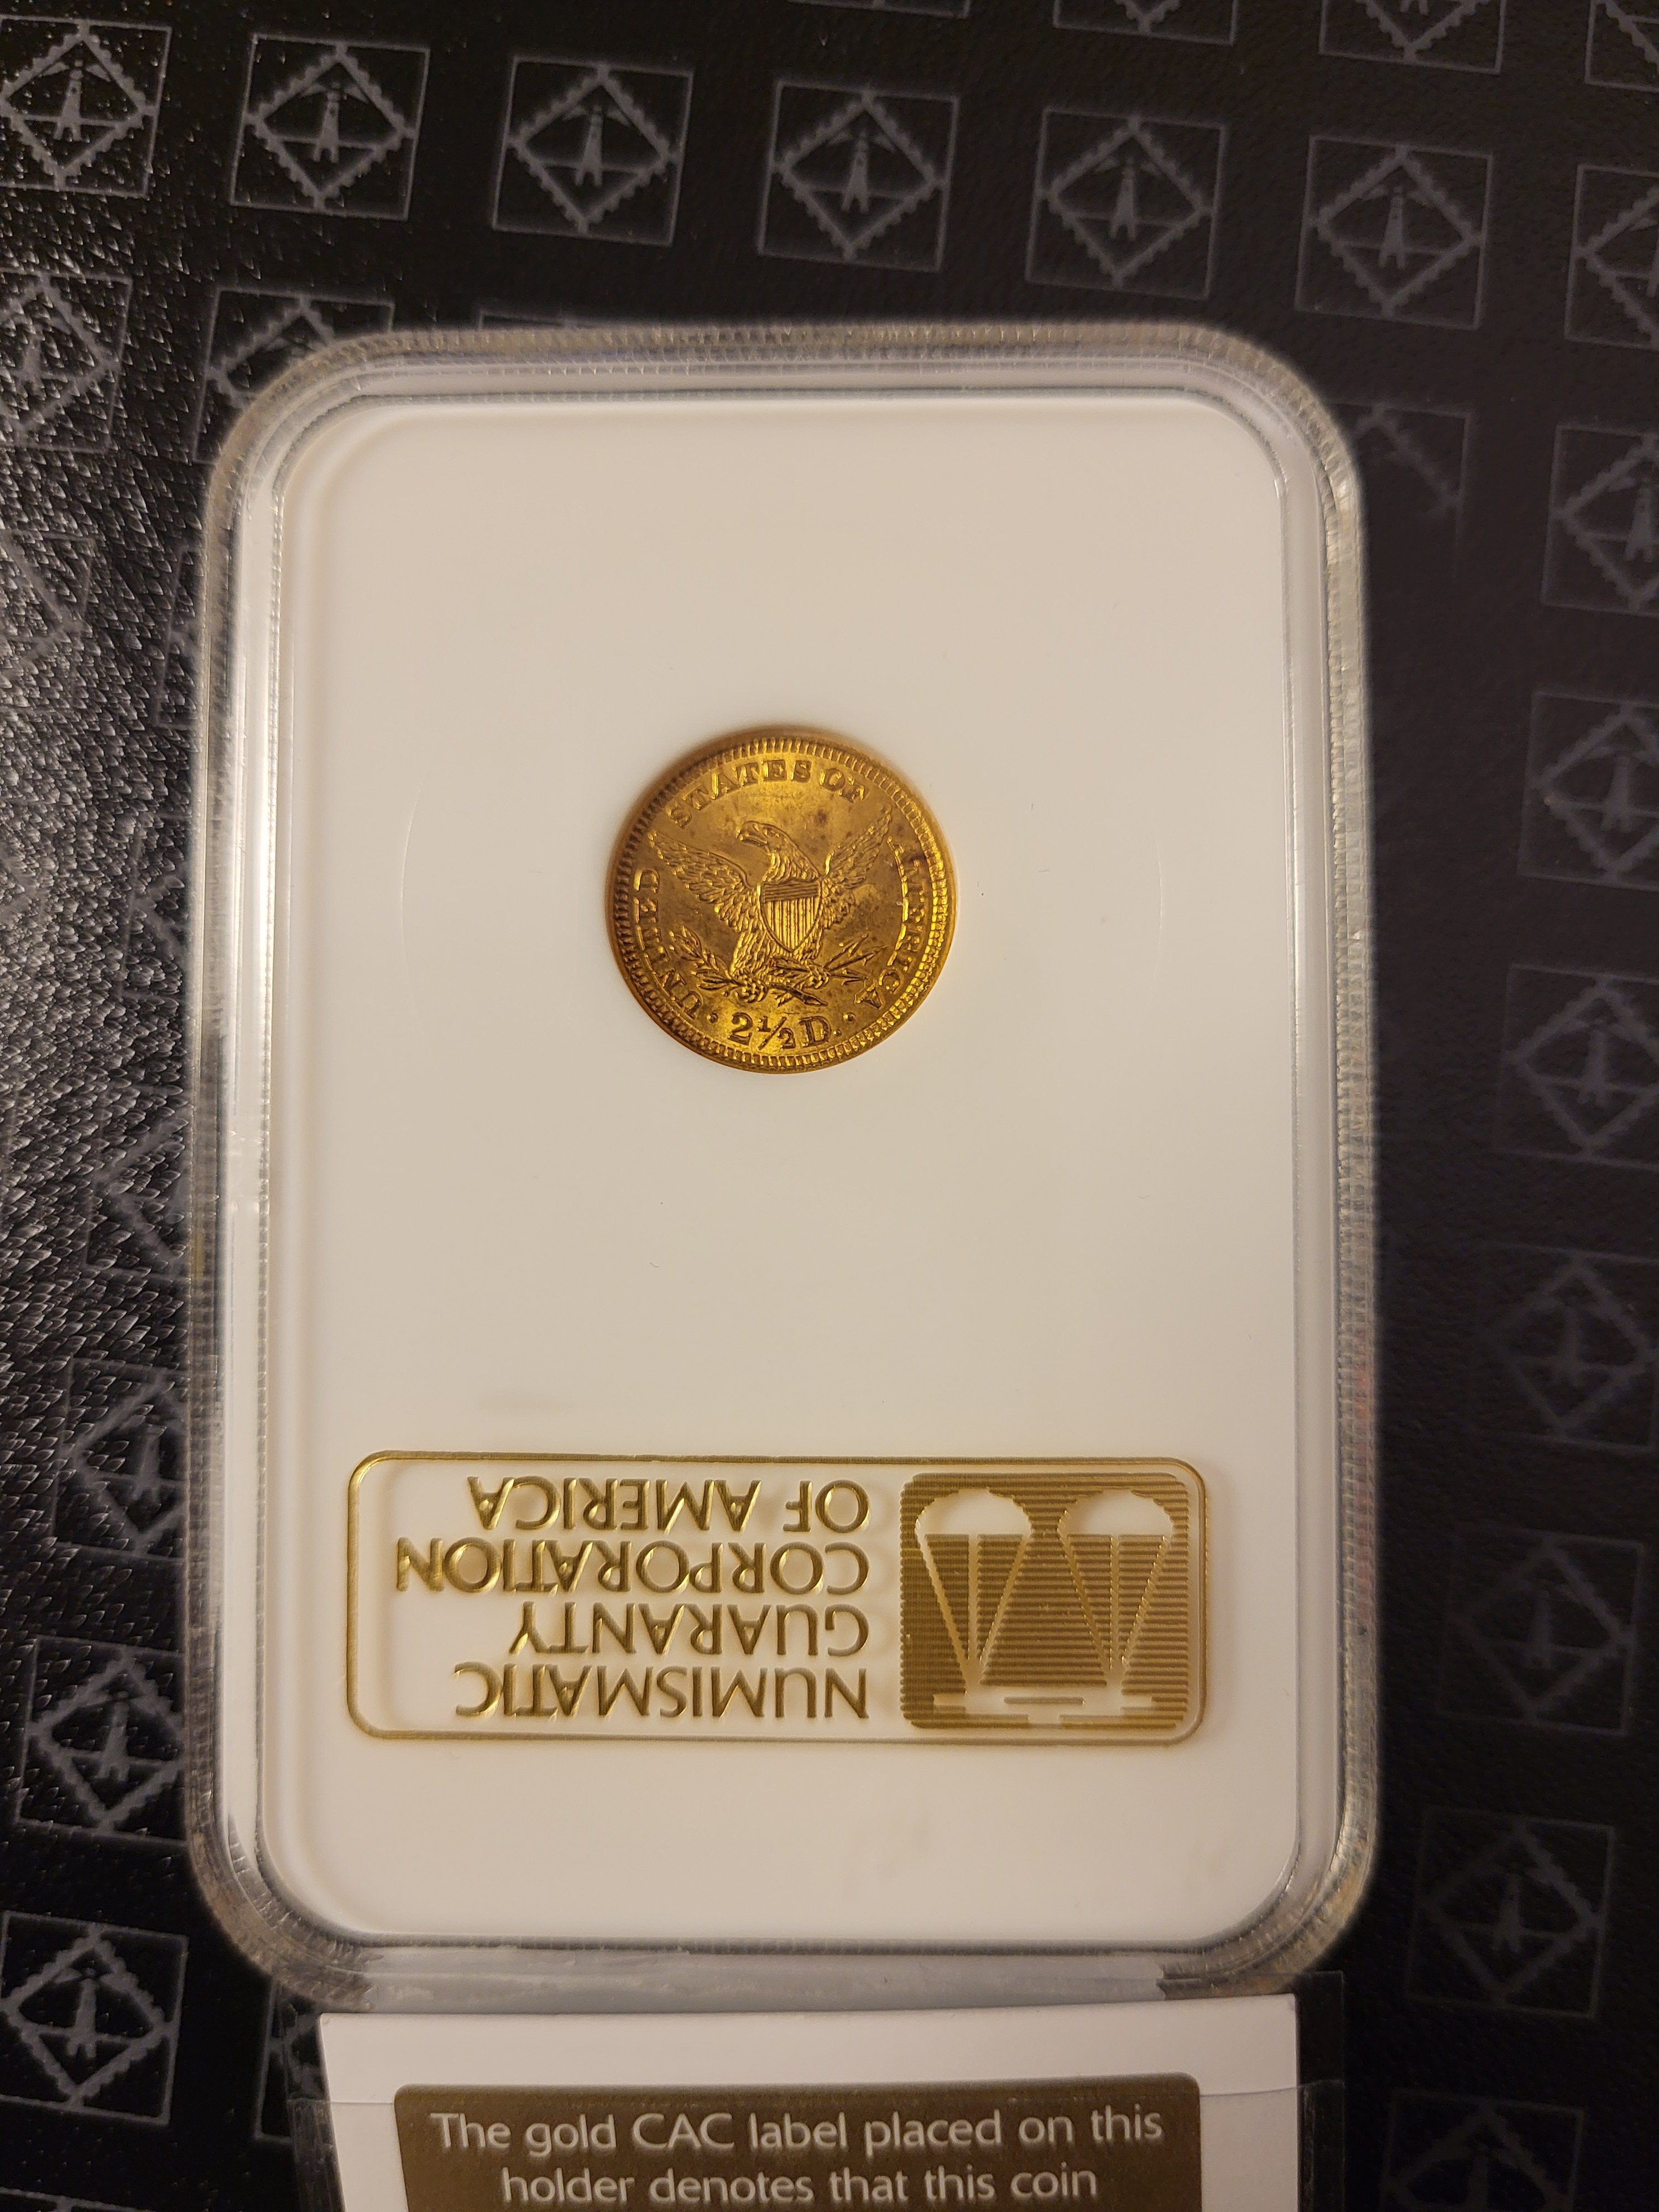 UNITED STATES OF AMERICA
· 2½ D. ·
NUMISMATIC
GUARANTY
CORPORATION
OF AMERICA
The gold CAC label placed on this
holder denotes that this coin